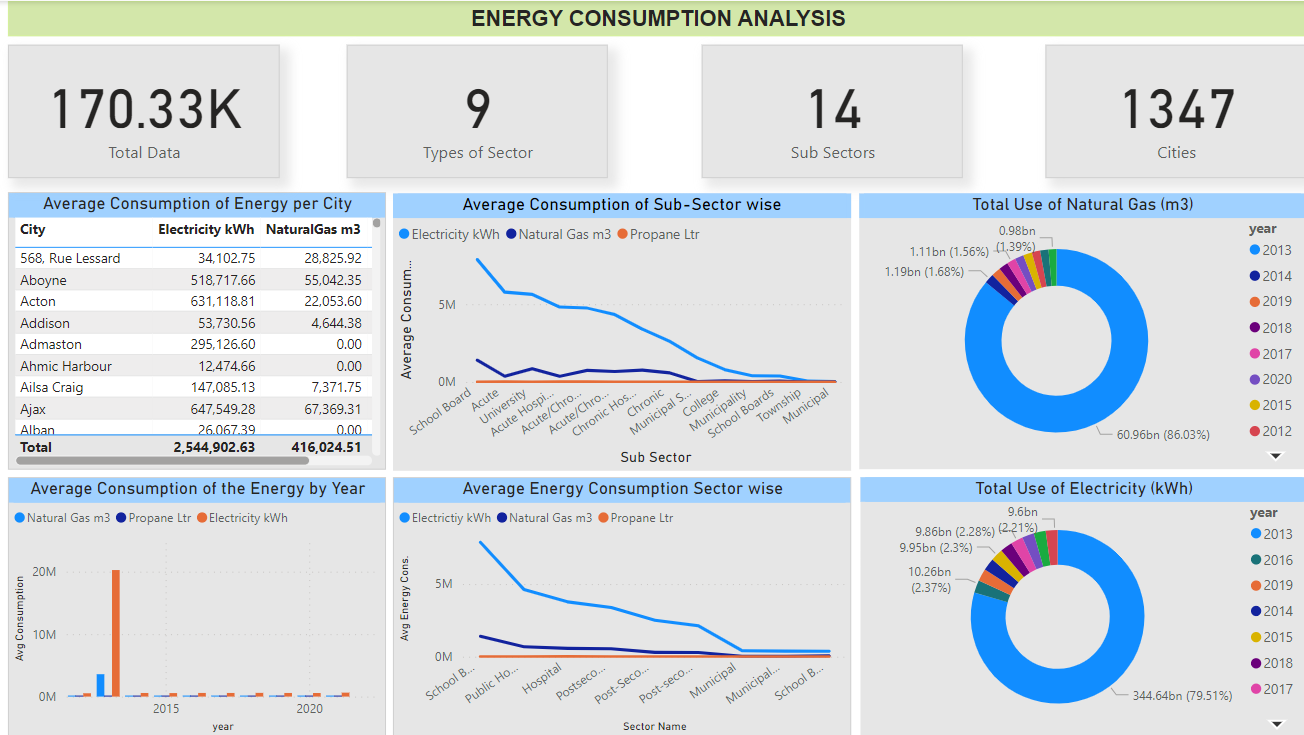 ENERGY CONSUMPTION ANALYSIS
170.33K
Total Data
9
Types of Sector
14
Sub Sectors
1347
Cities
Average Consumption of Energy per City
City Electricity kWh NaturalGas m3
568, Rue Lessard 34,102.75 28,825.92
Aboyne 518,717.66 55,042.35
Acton 631,118.81 22,053.60
Addison 53,730.56 4,644.38
Admaston 295,126.60 0.00
Ahmic Harbour 12,474.66 0.00
Ailsa Craig 147,085.13 7,371.75
Ajax 647,549.28 67,369.31
Alban 26,067.39 0.00
Total 2,544,902.63 416,024.51
Average Consumption of Sub-Sector wise
Electricity kWh Natural Gas m3 Propane Ltr
Average Consum...
5M
0M
School Board
Acute
University
Acute Hospi...
Acute/Chro...
Acute/Chro...
Chronic Hos...
Chronic
Municipal S...
College
Municipality
School Boards
Township
Municipal
Sub Sector
Total Use of Natural Gas (m3)
0.98bn
(1.39%)
1.11bn (1.56%)
1.19bn (1.68%)
60.96bn (86.03%)
year
2013
2014
2019
2018
2017
2020
2015
2012
Average Consumption of the Energy by Year
Natural Gas m3 Propane Ltr Electricity kWh
Avg Consumption
20M
10M
0M
2015 2020
year
Average Energy Consumption Sector wise
Electrictiy kWh Natural Gas m3 Propane Ltr
Avg Energy Cons.
5M
0M
School B...
Public Ho...
Hospital
Postseco...
Post-Seco...
Post-seco...
Municipal
Municipal...
School B...
Sector Name
Total Use of Electricity (kWh)
9.6bn
(2.21%)
9.86bn (2.28%)
9.95bn (2.3%)
10.26bn
(2.37%)
344.64bn (79.51%)
year
2013
2016
2019
2014
2015
2018
2017